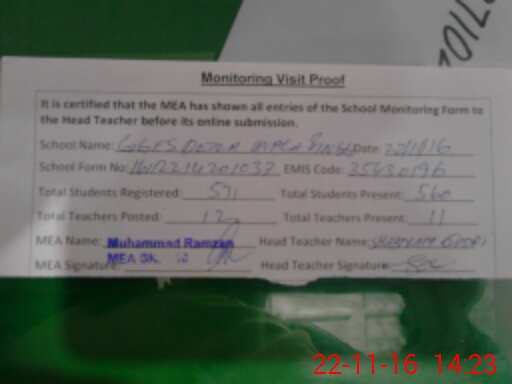 Monitoring Visit Proof
It is certified that the MEA has shown all entries of the School Monitoring Form to
the Head Teacher before its online submission.
School Name: GGES Date: 22/11/16
School Form No: EMIS Code: 35430196
Total Students Registered: 571 Total Students Present: 560
Total Teachers Posted: 12 Total Teachers Present: 11
MEA Name: Muhammad Ramzan Head Teacher Name:
MEA Signature: MEA Head Teacher Signature:
22-11-16 14:23